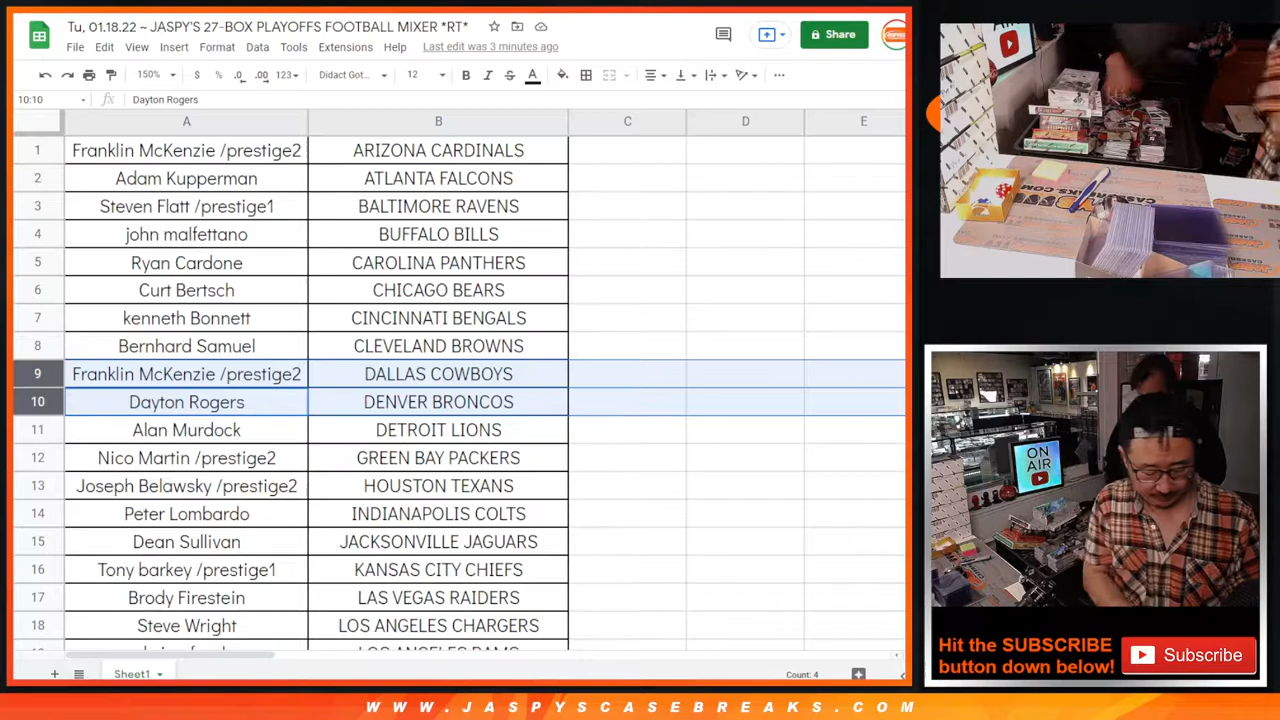 Tu, 01.18.22 ~ JASPY'S 27-BOX PLAYOFFS FOOTBALL MIXER *RT*
File Edit View Insert Format Data Tools Extensions Help Last edit was 3 minutes ago
Share
150% $ % .0 .00 123 Didact Got... 12 B I S A
10:10 fx Dayton Rogers
A B C D E
1 Franklin McKenzie /prestige2 ARIZONA CARDINALS
2 Adam Kupperman ATLANTA FALCONS
3 Steven Flatt /prestige1 BALTIMORE RAVENS
4 john malfettano BUFFALO BILLS
5 Ryan Cardone CAROLINA PANTHERS
6 Curt Bertsch CHICAGO BEARS
7 kenneth Bonnett CINCINNATI BENGALS
8 Bernhard Samuel CLEVELAND BROWNS
9 Franklin McKenzie /prestige2 DALLAS COWBOYS
10 Dayton Rogers DENVER BRONCOS
11 Alan Murdock DETROIT LIONS
12 Nico Martin /prestige2 GREEN BAY PACKERS
13 Joseph Belawsky /prestige2 HOUSTON TEXANS
14 Peter Lombardo INDIANAPOLIS COLTS
15 Dean Sullivan JACKSONVILLE JAGUARS
16 Tony barkey /prestige1 KANSAS CITY CHIEFS
17 Brody Firestein LAS VEGAS RAIDERS
18 Steve Wright LOS ANGELES CHARGERS
LOS ANGELES RAMS
Sheet1
Count: 4
ON AIR
Hit the SUBSCRIBE
button down below!
Subscribe
WWW.JASPYSCASEBREAKS.COM